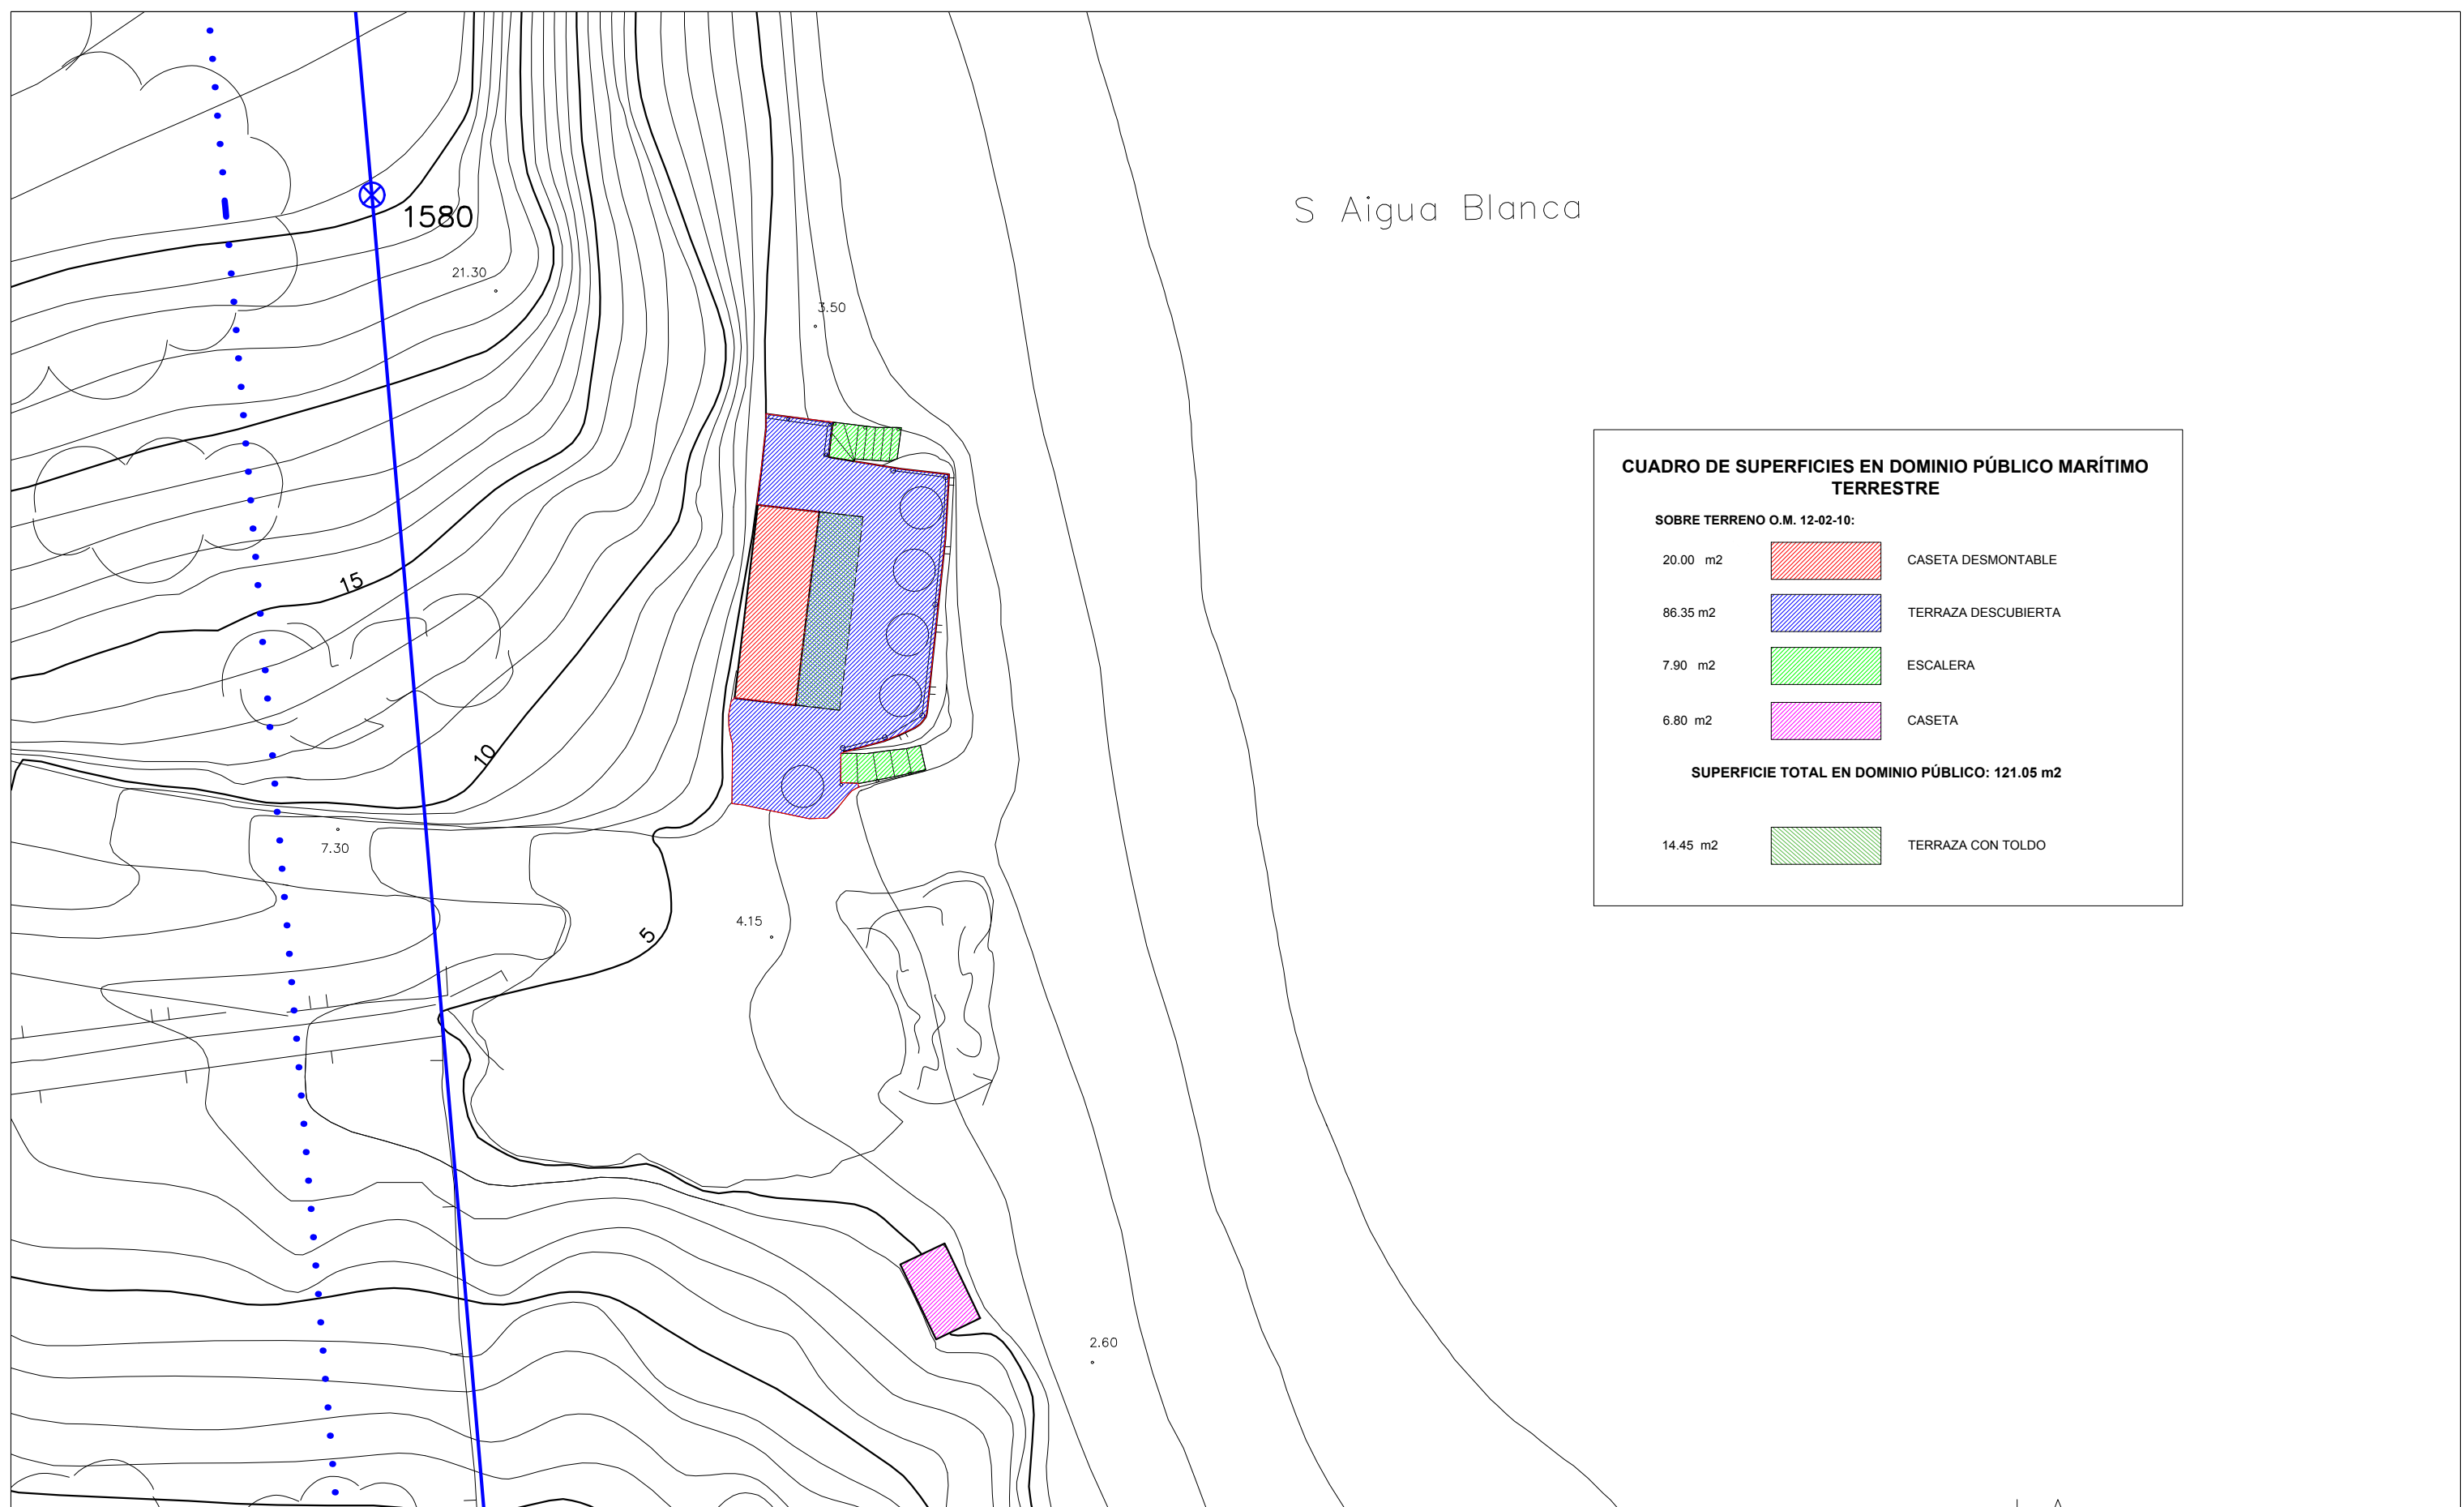 S Aigua Blanca
1580
21.30
3.50
CUADRO DE SUPERFICIES EN DOMINIO PÚBLICO MARÍTIMO
TERRESTRE
SOBRE TERRENO O.M. 12-02-10:
20.00 m2 CASETA DESMONTABLE
86.35 m2 TERRAZA DESCUBIERTA
7.90 m2 ESCALERA
6.80 m2 CASETA
SUPERFICIE TOTAL EN DOMINIO PÚBLICO: 121.05 m2
14.45 m2 TERRAZA CON TOLDO
15
10
7.30
4.15
5
2.60